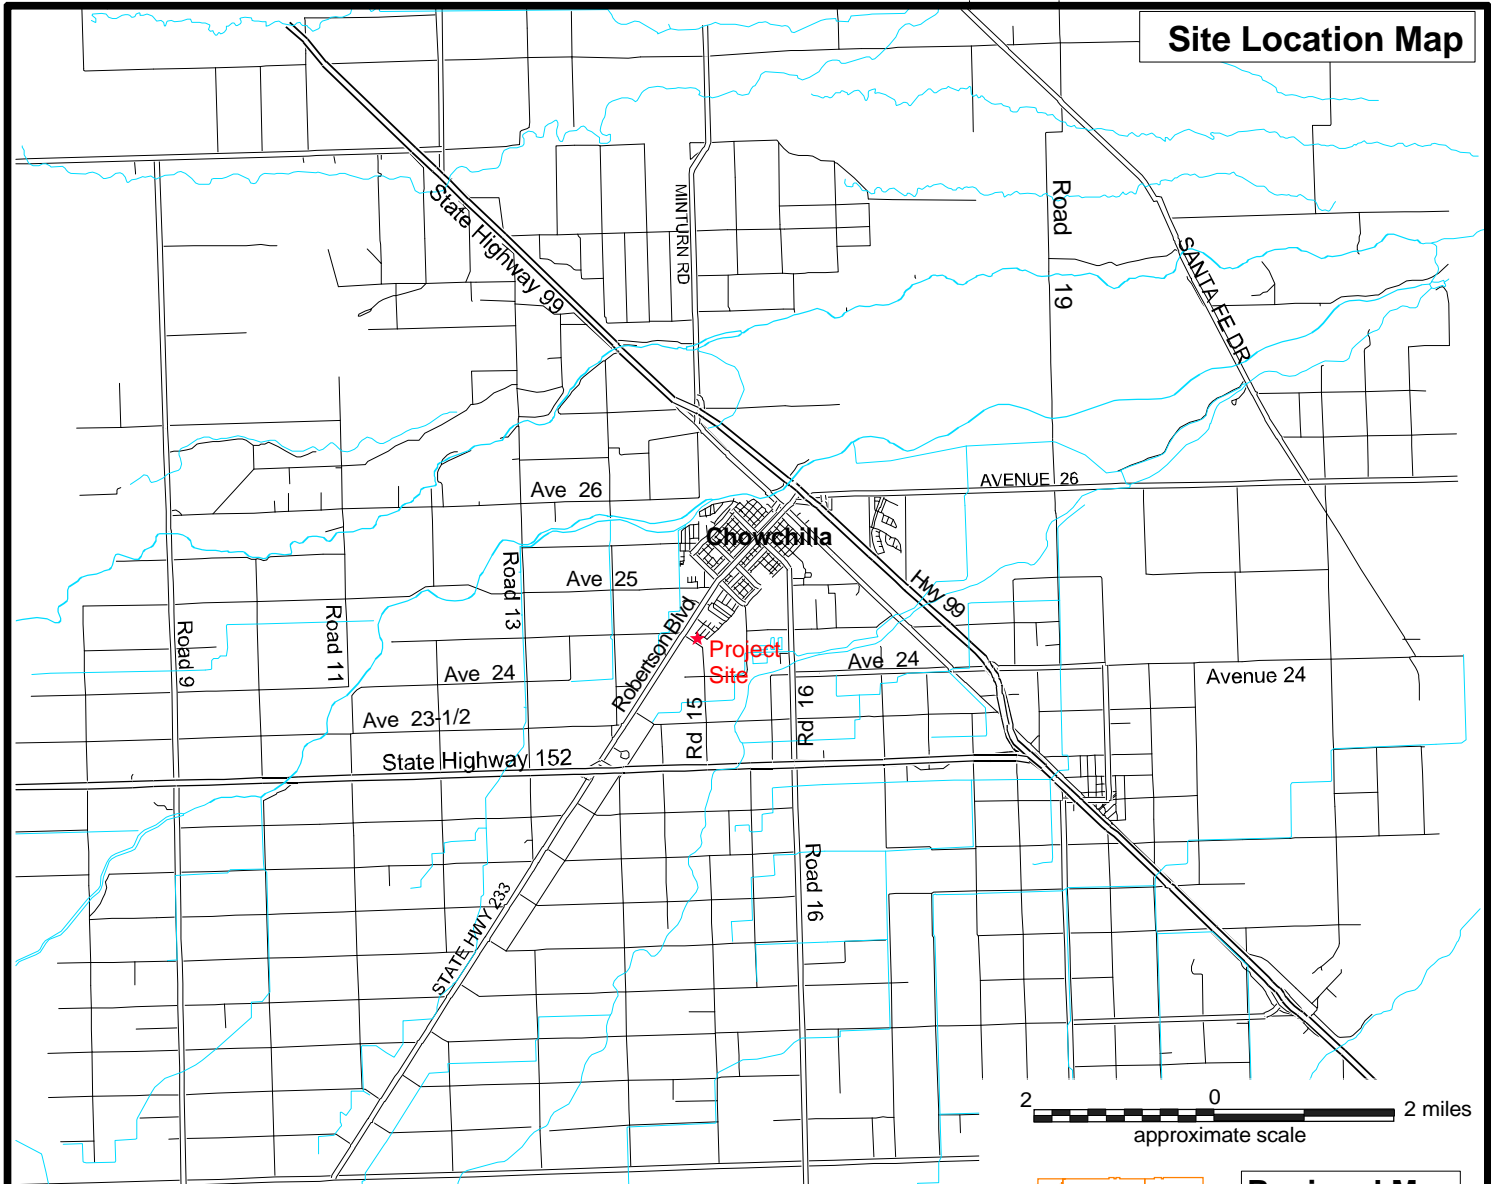 Site Location Map
State Highway 99
MINTURN RD
Road 19
SANTA FE DR
AVENUE 26
Ave 26
Chowchilla
Road 13
Ave 25
Hwy 99
Road 9
Road 11
Robertson Blvd
Project
Site
Ave 24
Ave 24
Avenue 24
Ave 23-1/2
Rd 15
Rd 16
State Highway 152
Road 16
STATE HWY 233
2 0 2 miles
approximate scale